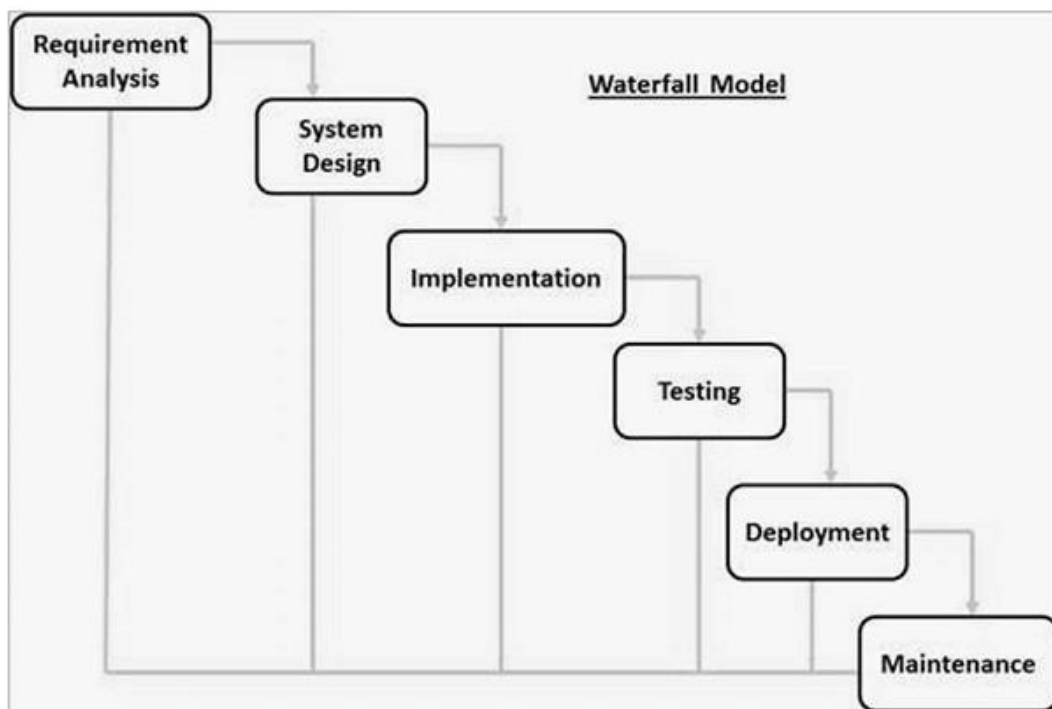 Requirement
Analysis
Waterfall Model
System
Design
Implementation
Testing
Deployment
Maintenance